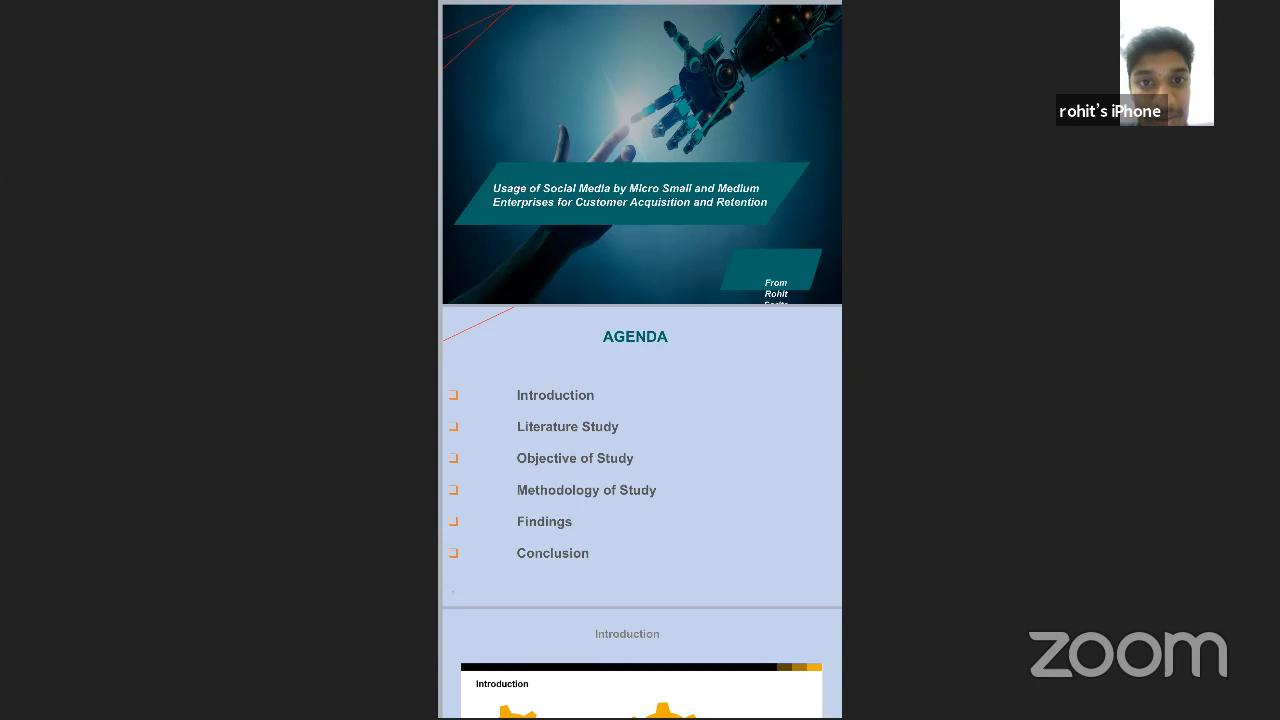 rohit's iPhone
Usage of Social Media by Micro Small and Medium
Enterprises for Customer Acquisition and Retention
From
Rohit
AGENDA
Introduction
Literature Study
Objective of Study
Methodology of Study
Findings
Conclusion
Introduction
Introduction
zoom